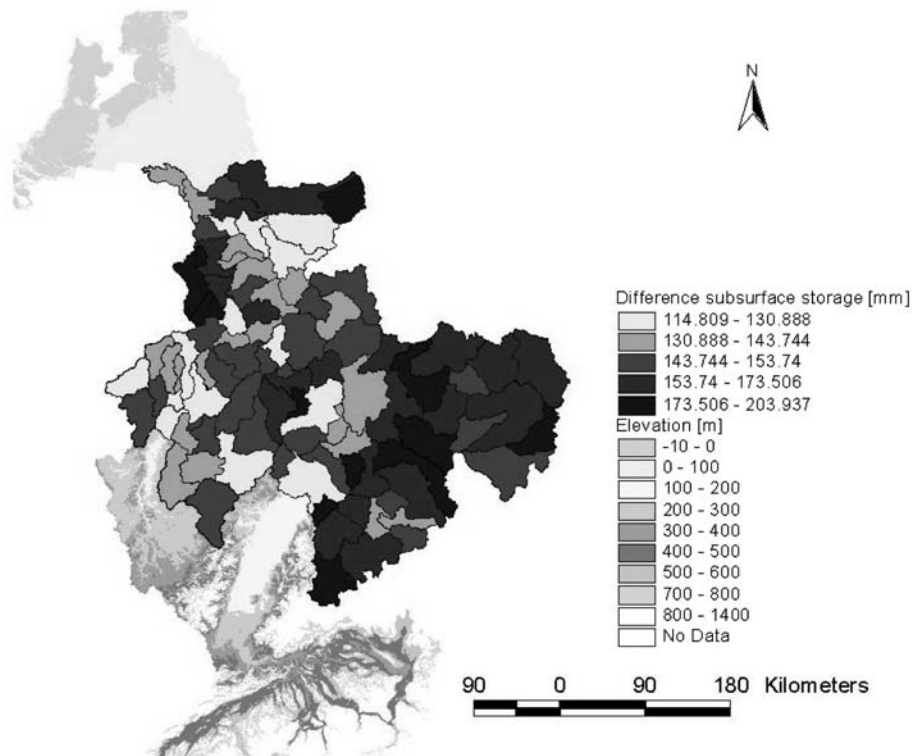 N
Difference subsurface storage [mm]
114.809 - 130.888
130.888 - 143.744
143.744 - 153.74
153.74 - 173.506
173.506 - 203.937
Elevation [m]
-10 - 0
0 - 100
100 - 200
200 - 300
300 - 400
400 - 500
500 - 600
700 - 800
800 - 1400
No Data
90 0 90 180 Kilometers